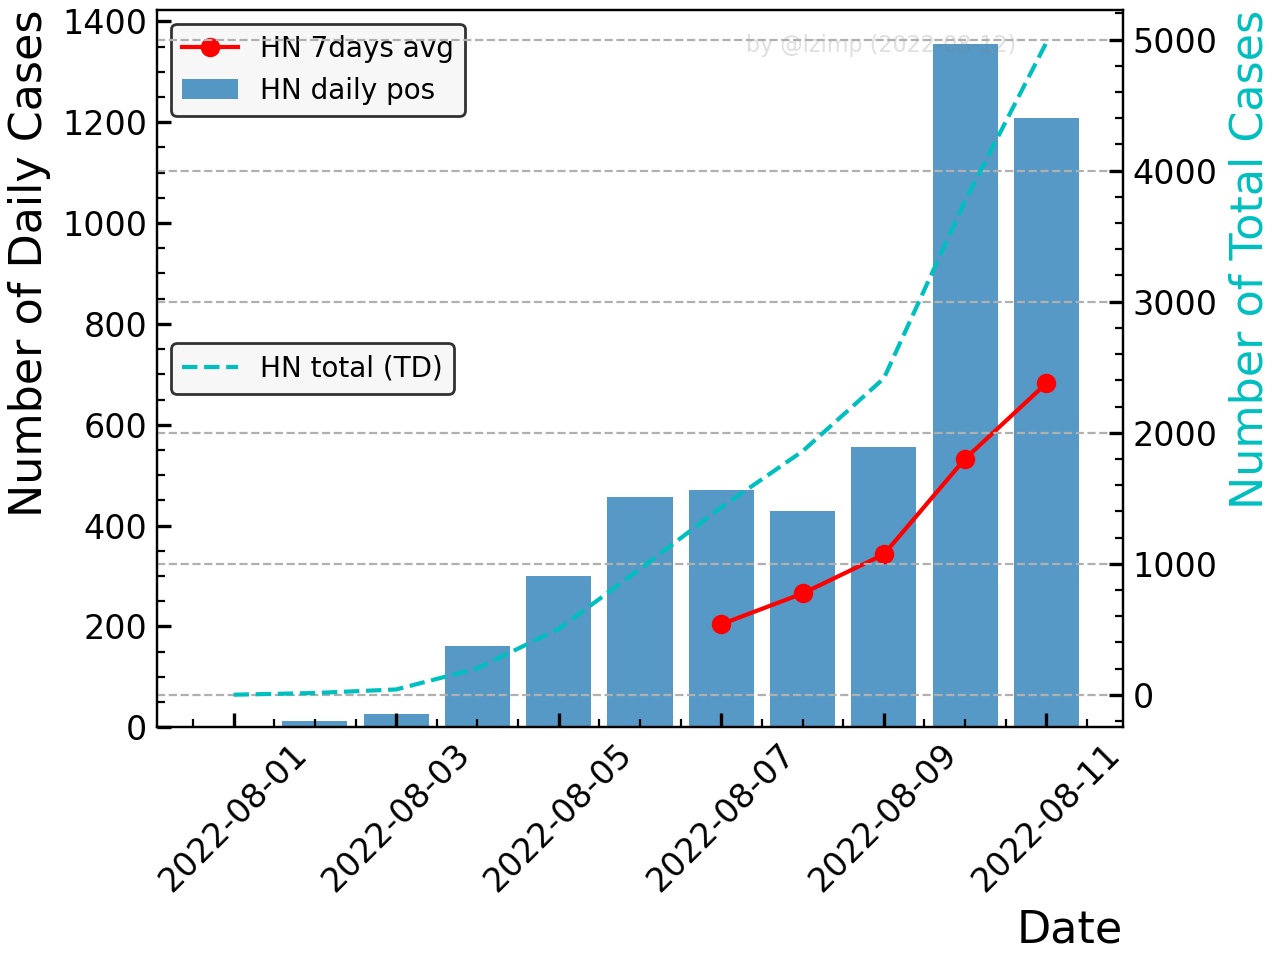 Number of Daily Cases
1400
1200
1000
800
600
400
200
0
HN 7days avg
HN daily pos
HN total (TD)
by @lzimp (2022-08-12)
5000
4000
3000
2000
1000
0
Number of Total Cases
2022-08-01
2022-08-03
2022-08-05
2022-08-07
2022-08-09
2022-08-11
Date